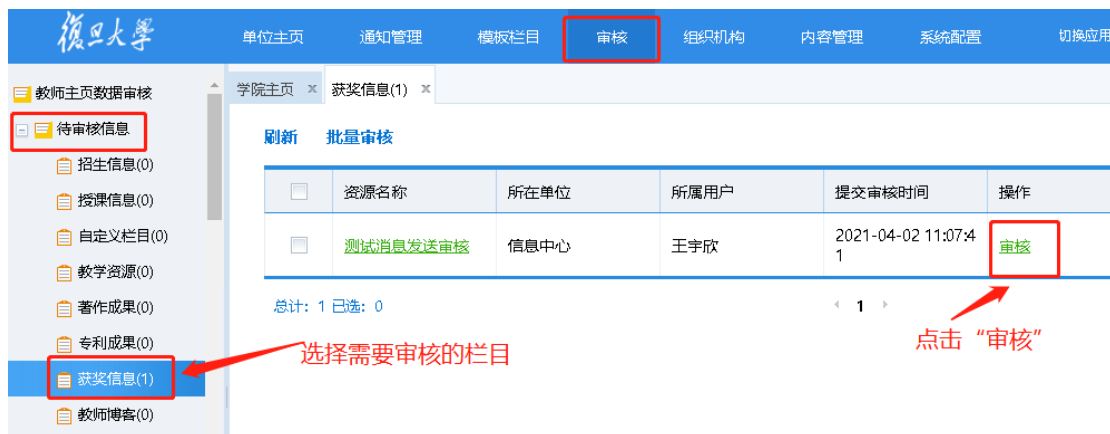 復旦大學
单位主页 通知管理 模板栏目 审核 组织机构 内容管理 系统配置 切换应用
教师主页数据审核
待审核信息
招生信息(0)
授课信息(0)
自定义栏目(0)
教学资源(0)
著作成果(0)
专利成果(0)
获奖信息(1)
教师博客(0)
学院主页 x 获奖信息(1) x
刷新 批量审核
资源名称 所在单位 所属用户 提交审核时间 操作
测试消息发送审核 信息中心 王宇欣 2021-04-02 11:07:4
1
审核
总计: 1 已选: 0
1
选择需要审核的栏目
点击“审核”